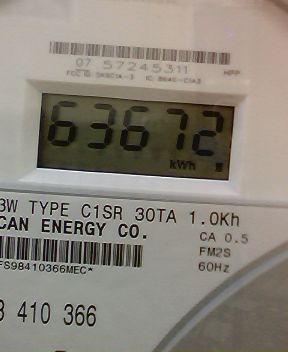 07 57245311
63672
kWh
3W TYPE C1SR 30TA 1.0Kh
CAN ENERGY CO.
CA 0.5
FM2S
60Hz
FS98410366MEC*
3 410 366